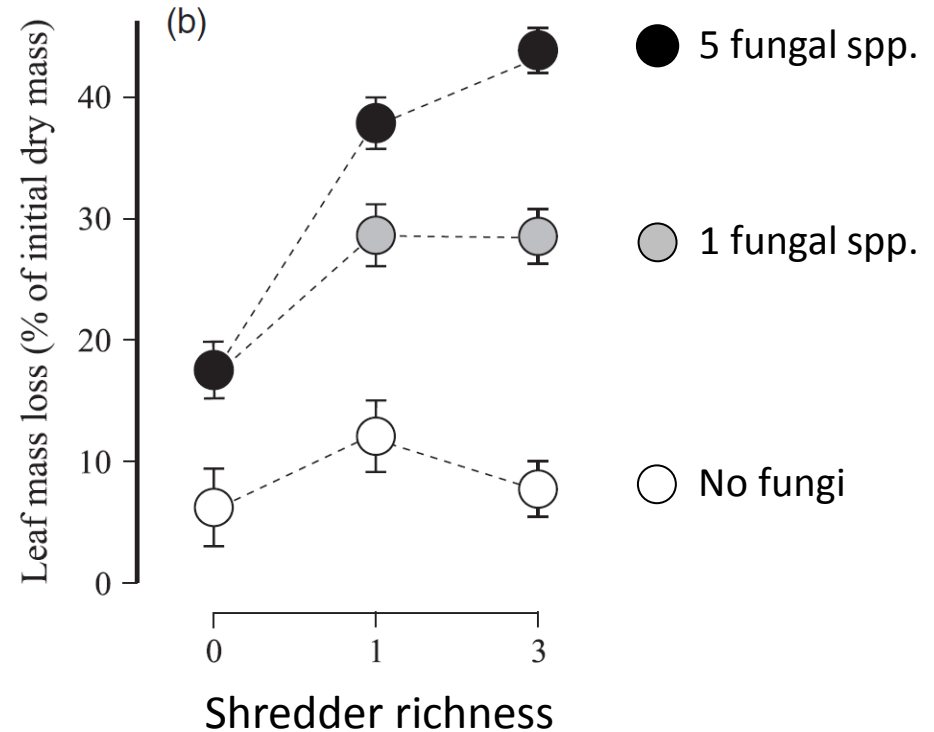 (b)
Leaf mass loss (% of initial dry mass)
40
30
20
10
0
0 1 3
Shredder richness
5 fungal spp.
1 fungal spp.
No fungi